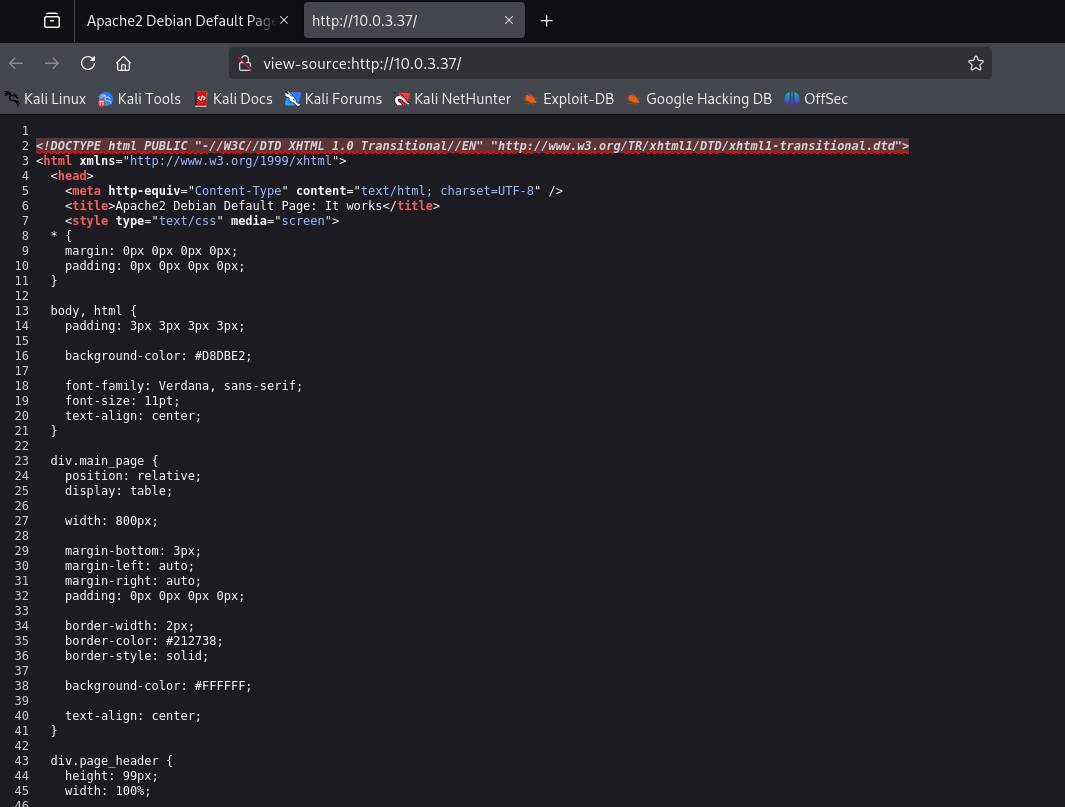 Apache2 Debian Default Pag
http://10.0.3.37/
view-source:http://10.0.3.37/
Kali Linux Kali Tools Kali Docs Kali Forums Kali NetHunter Exploit-DB Google Hacking DB OffSec
1
2 <!DOCTYPE html PUBLIC "-//W3C//DTD XHTML 1.0 Transitional//EN" "http://www.w3.org/TR/xhtml1/DTD/xhtml1-transitional.dtd">
3 <html xmlns="http://www.w3.org/1999/xhtml">
4   <head>
5     <meta http-equiv="Content-Type" content="text/html; charset=UTF-8" />
6     <title>Apache2 Debian Default Page: It works</title>
7     <style type="text/css" media="screen">
8   * {
9     margin: 0px 0px 0px 0px;
10     padding: 0px 0px 0px 0px;
11   }
12
13   body, html {
14     padding: 3px 3px 3px 3px;
15
16     background-color: #D8DBE2;
17
18     font-family: Verdana, sans-serif;
19     font-size: 11pt;
20     text-align: center;
21   }
22
23   div.main_page {
24     position: relative;
25     display: table;
26
27     width: 800px;
28
29     margin-bottom: 3px;
30     margin-left: auto;
31     margin-right: auto;
32     padding: 0px 0px 0px 0px;
33
34     border-width: 2px;
35     border-color: #212738;
36     border-style: solid;
37
38     background-color: #FFFFFF;
39
40     text-align: center;
41   }
42
43   div.page_header {
44     height: 99px;
45     width: 100%;
46